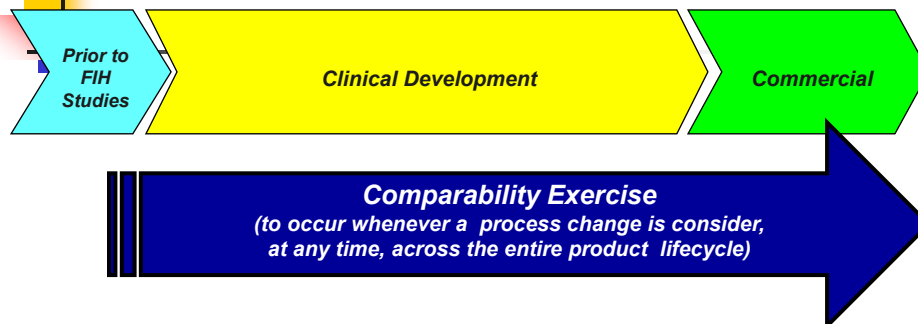 Prior to
FIH
Studies
Clinical Development
Commercial
Comparability Exercise
(to occur whenever a process change is consider,
at any time, across the entire product lifecycle)